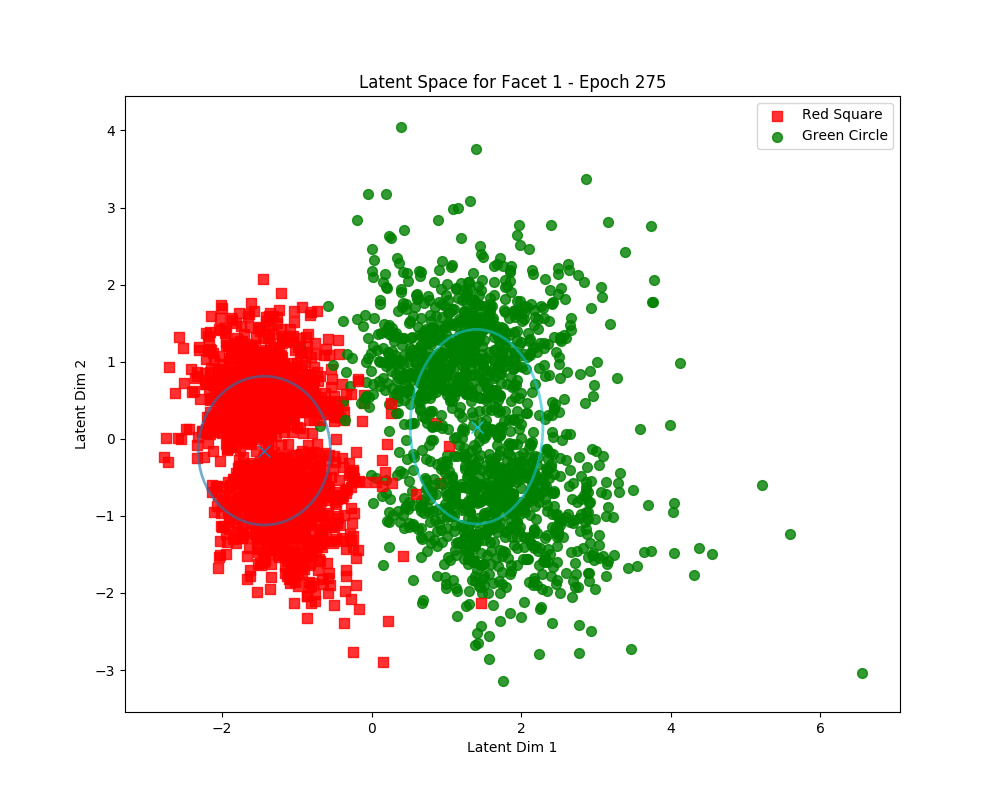 Latent Space for Facet 1 - Epoch 275
Red Square
Green Circle
4
3
2
1
0
−1
−2
−3
Latent Dim 2
−2
0
2
4
6
Latent Dim 1